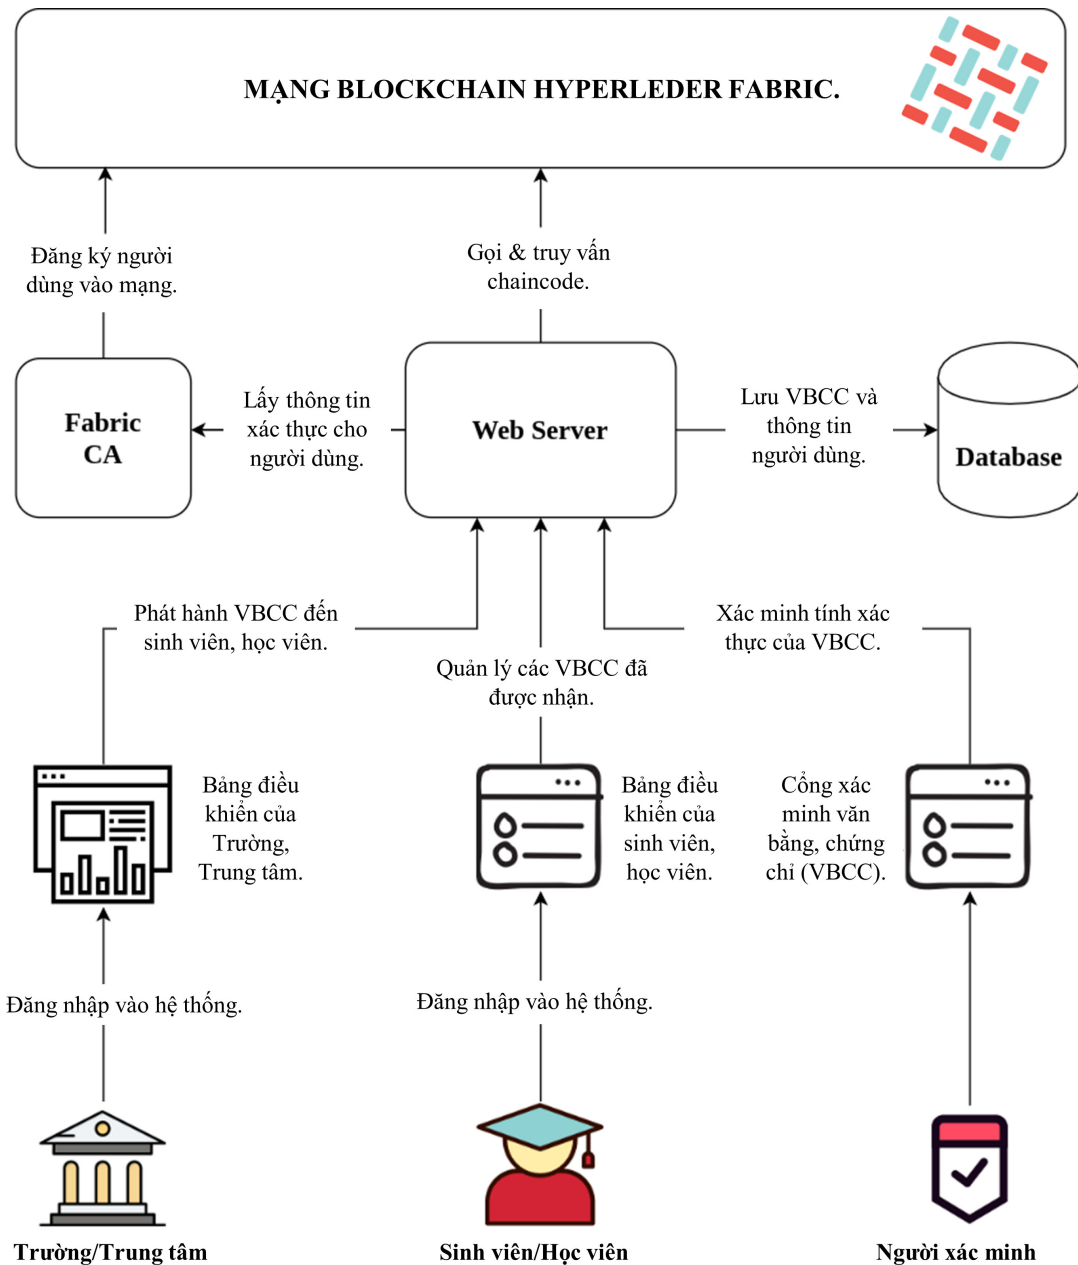 MẠNG BLOCKCHAIN HYPERLEDER FABRIC.
Đăng ký người
dùng vào mạng.
Gọi & truy vấn
chaincode.
Fabric
CA
Lấy thông tin
xác thực cho
người dùng.
Web Server
Lưu VBCC và
thông tin
người dùng.
Database
Phát hành VBCC đến
sinh viên, học viên.
Quản lý các VBCC đã
được nhận.
Xác minh tính xác
thực của VBCC.
Bảng điều
khiển của
Trường,
Trung tâm.
Bảng điều
khiển của
sinh viên,
học viên.
Cổng xác
minh văn
bằng, chứng
chỉ (VBCC).
Đăng nhập vào hệ thống.
Đăng nhập vào hệ thống.
Trường/Trung tâm
Sinh viên/Học viên
Người xác minh